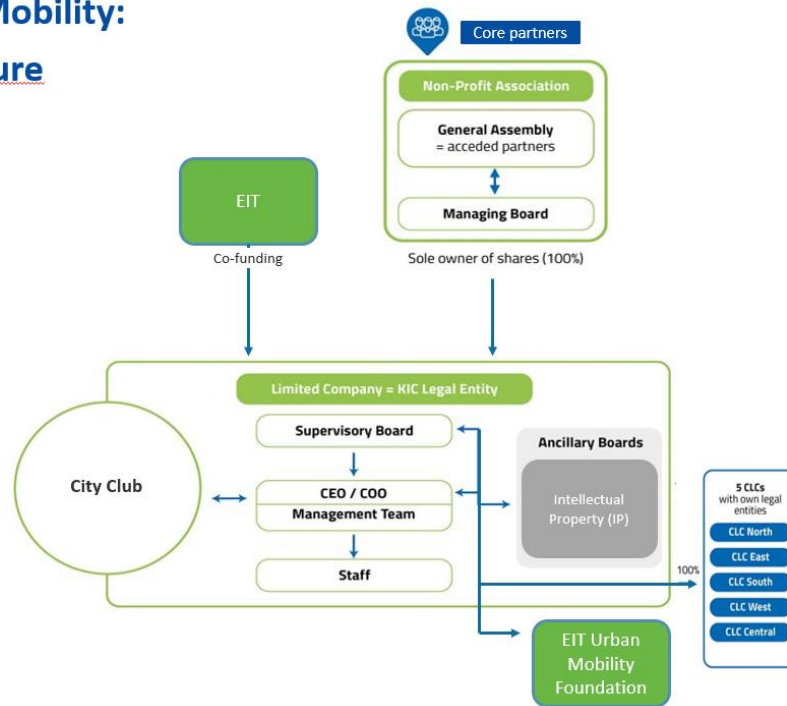 Mobility:
ure
Core partners
Non-Profit Association
General Assembly
= acceded partners
Managing Board
EIT
Co-funding
Sole owner of shares (100%)
Limited Company = KIC Legal Entity
Supervisory Board
City Club
CEO / COO
Management Team
Staff
Ancillary Boards
Intellectual
Property (IP)
5 CLCs
with own legal
entities
CLC North
CLC East
CLC South
CLC West
CLC Central
100%
EIT Urban
Mobility
Foundation